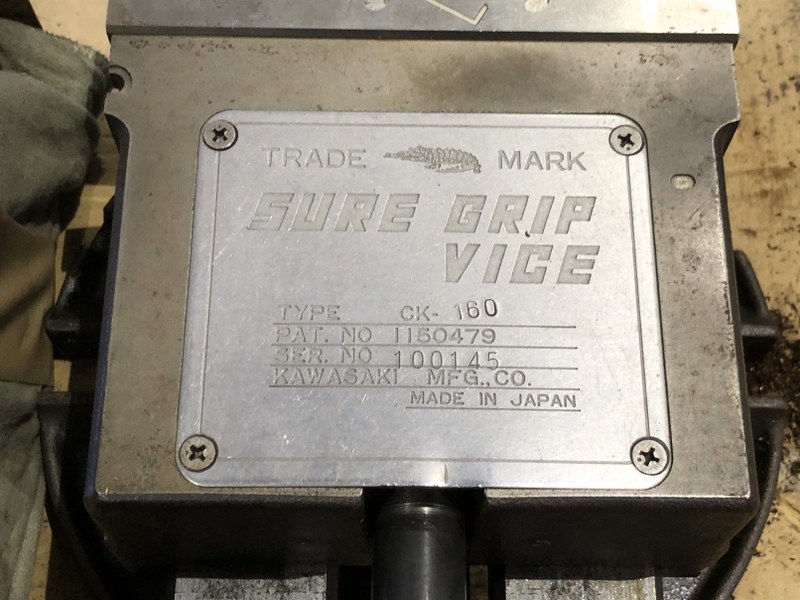 TRADE MARK
SURE GRIP
VICE
TYPE CK- 160
PAT. NO 1150479
SER. NO 100145
KAWASAKI MFG., CO.
MADE IN JAPAN